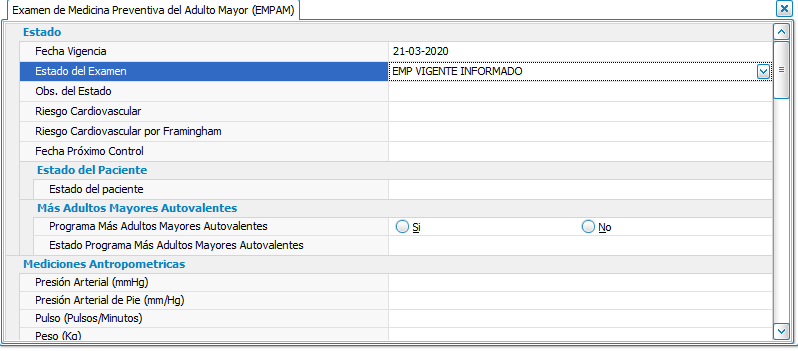 Examen de Medicina Preventiva del Adulto Mayor (EMPAM)
Estado
Fecha Vigencia 21-03-2020
Estado del Examen EMP VIGENTE INFORMADO
Obs. del Estado
Riesgo Cardiovascular
Riesgo Cardiovascular por Framingham
Fecha Próximo Control
Estado del Paciente
Estado del paciente
Más Adultos Mayores Autovalentes
Programa Más Adultos Mayores Autovalentes Si No
Estado Programa Más Adultos Mayores Autovalentes
Mediciones Antropometricas
Presión Arterial (mmHg)
Presión Arterial de Pie (mm/Hg)
Pulso (Pulsos/Minutos)
Peso (Kg)